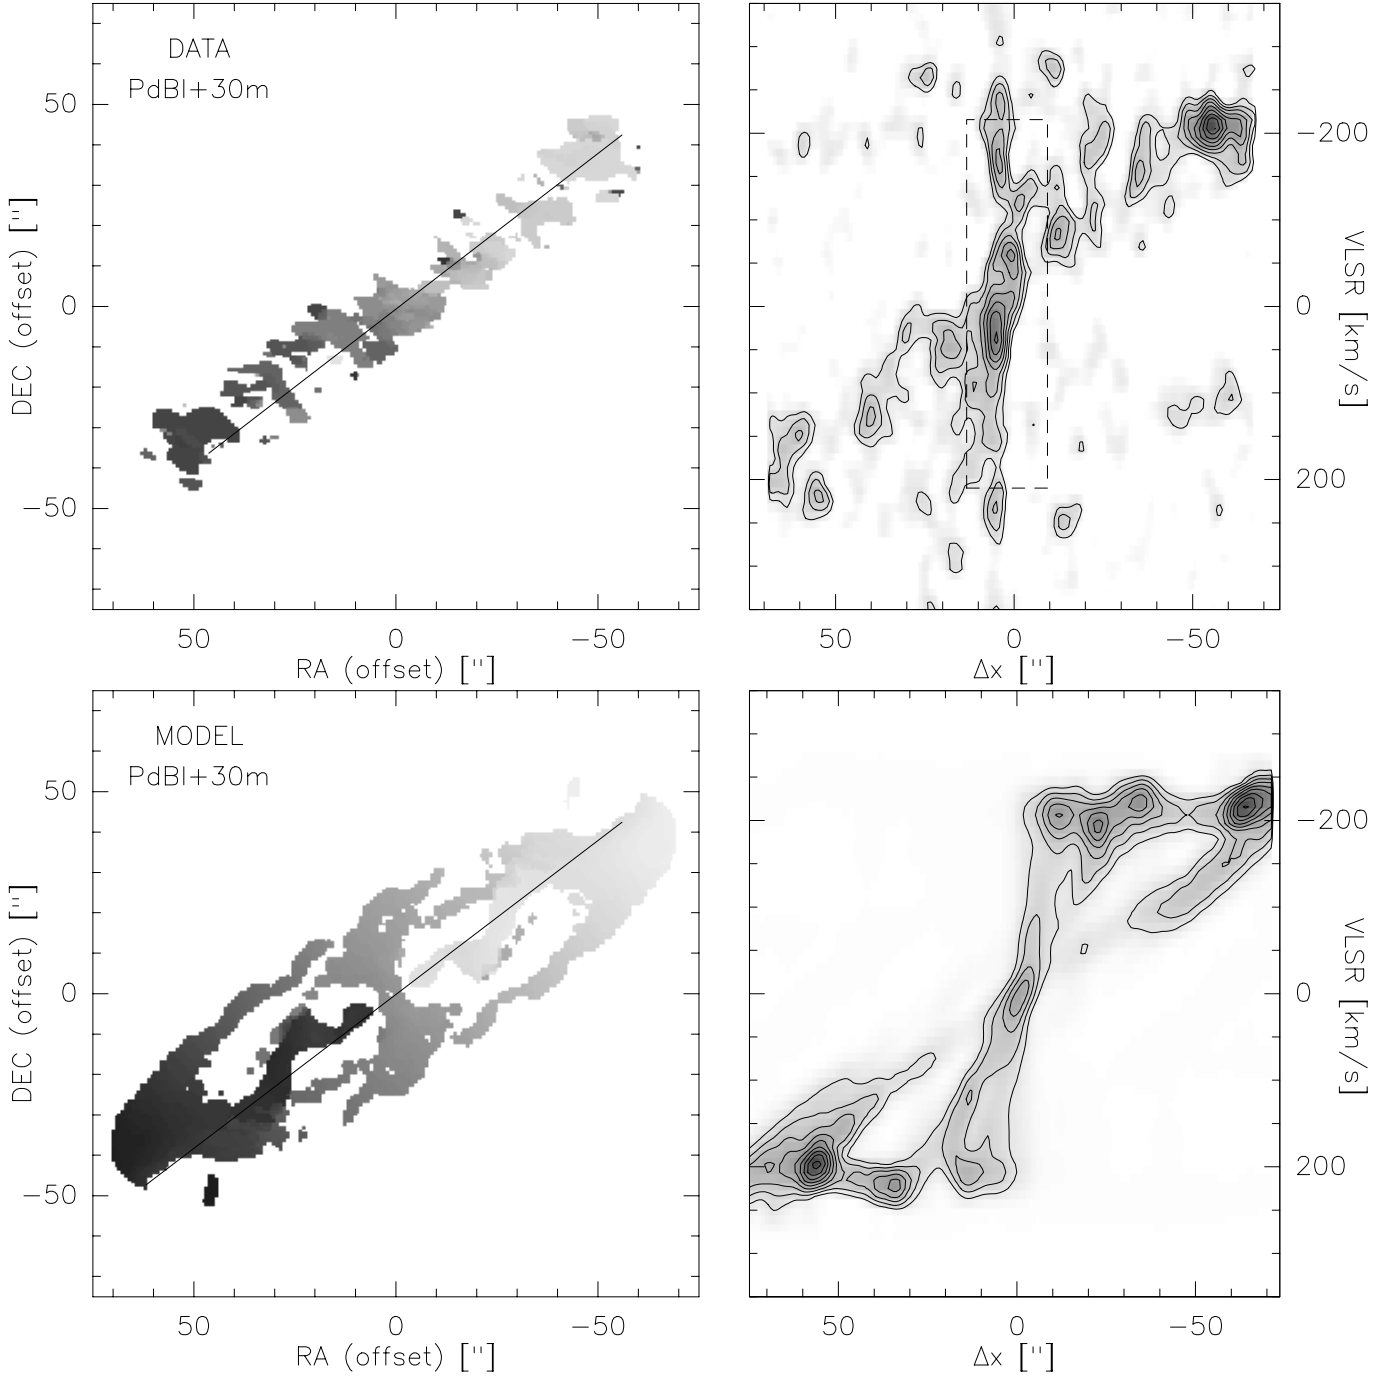 DATA
PdBI+30m
50
0
−50
DEC (offset) ["]
50 0 −50
RA (offset) ["]
−200
0
200
VLSR [km/s]
50 0 −50
Δx ["]
MODEL
PdBI+30m
50
0
−50
DEC (offset) ["]
50 0 −50
RA (offset) ["]
−200
0
200
VLSR [km/s]
50 0 −50
Δx ["]